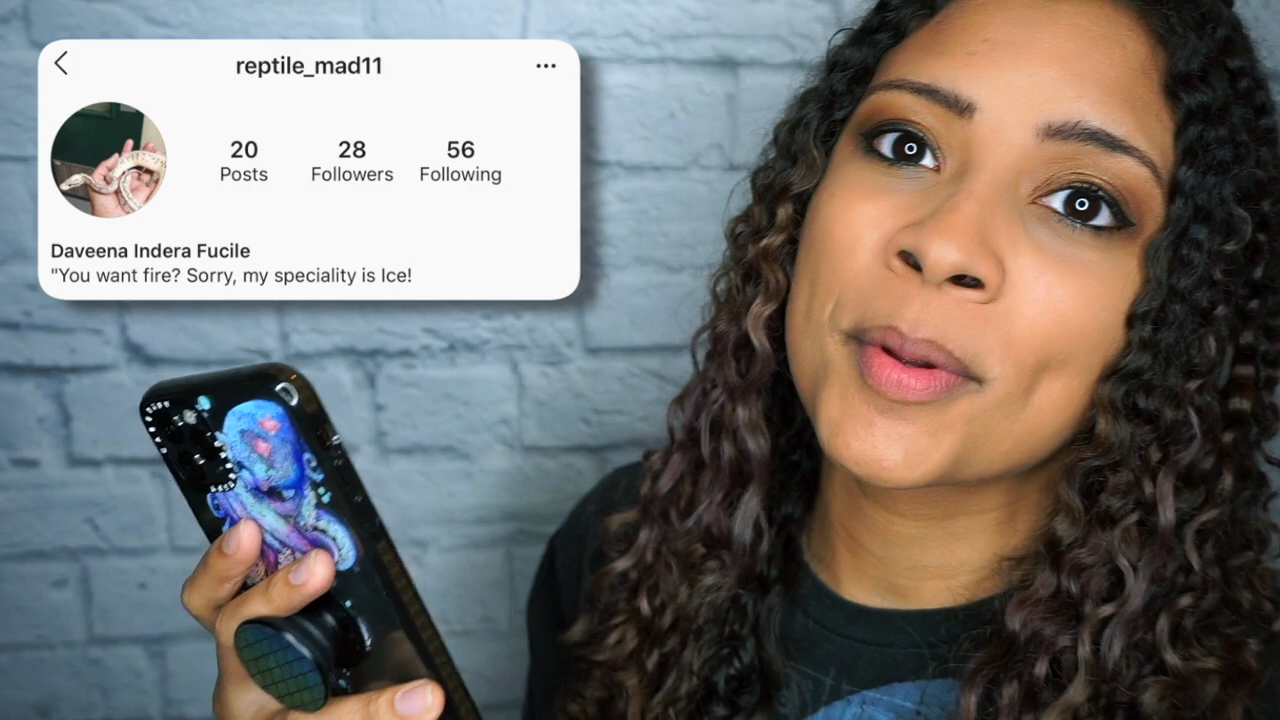 reptile_mad11
20
Posts
28
Followers
56
Following
Daveena Indera Fucile
"You want fire? Sorry, my speciality is Ice!